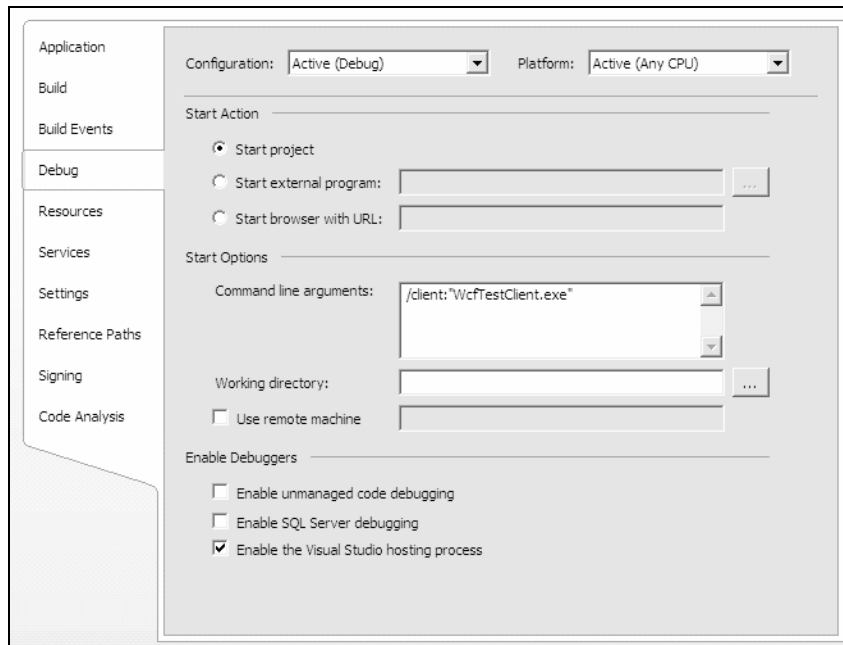 Application
Build
Build Events
Debug
Resources
Services
Settings
Reference Paths
Signing
Code Analysis
Configuration: Active (Debug) Platform: Active (Any CPU)
Start Action
Start project
Start external program: ...
Start browser with URL:
Start Options
Command line arguments: /client:"WcfTestClient.exe"
Working directory: ...
Use remote machine
Enable Debuggers
Enable unmanaged code debugging
Enable SQL Server debugging
Enable the Visual Studio hosting process